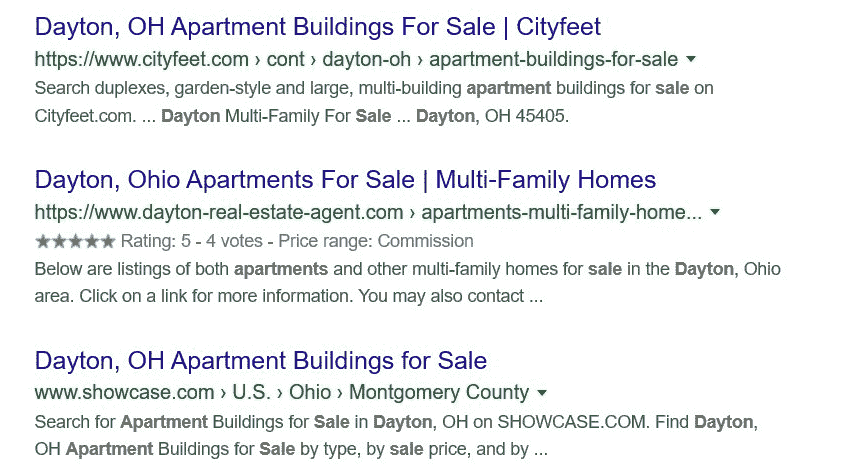 Dayton, OH Apartment Buildings For Sale | Cityfeet
https://www.cityfeet.com › cont › dayton-oh › apartment-buildings-for-sale
Search duplexes, garden-style and large, multi-building apartment buildings for sale on
Cityfeet.com. ... Dayton Multi-Family For Sale ... Dayton, OH 45405.
Dayton, Ohio Apartments For Sale | Multi-Family Homes
https://www.dayton-real-estate-agent.com › apartments-multi-family-home...
★★★★★ Rating: 5 - 4 votes - Price range: Commission
Below are listings of both apartments and other multi-family homes for sale in the Dayton, Ohio
area. Click on a link for more information. You may also contact ...
Dayton, OH Apartment Buildings for Sale
www.showcase.com › U.S. › Ohio › Montgomery County
Search for Apartment Buildings for Sale in Dayton, OH on SHOWCASE.COM. Find Dayton,
OH Apartment Buildings for Sale by type, by sale price, and by ...